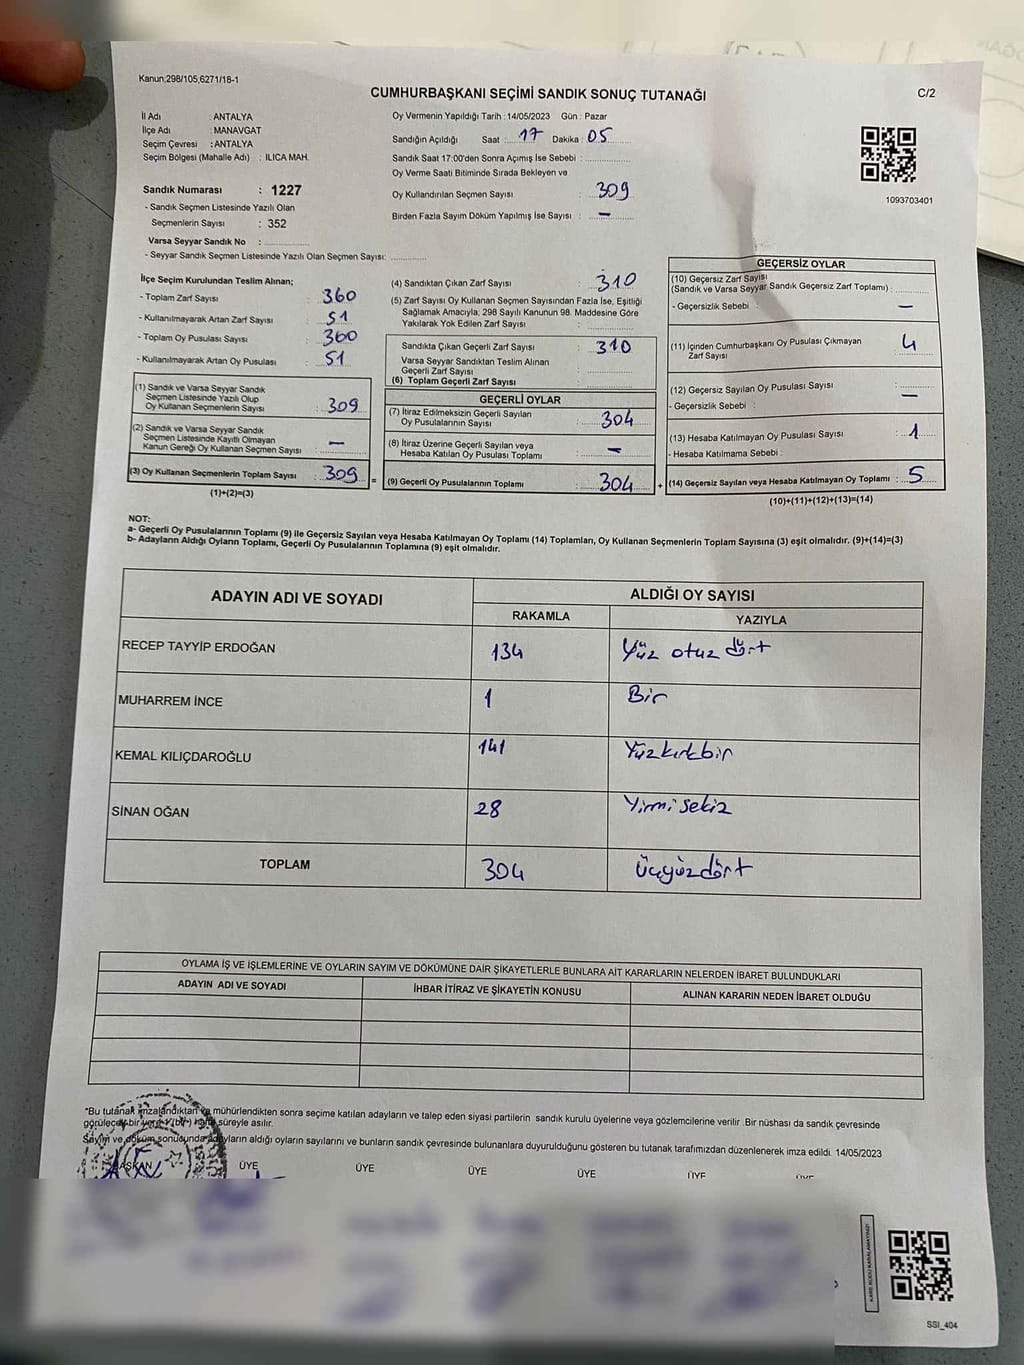 Kanun;298/105;6271/18-1
CUMHURBAŞKANI SEÇİMİ SANDIK SONUÇ TUTANAĞI
C/2
İl Adı : ANTALYA
İlçe Adı : MANAVGAT
Seçim Çevresi : ANTALYA
Seçim Bölgesi (Mahalle Adı) : ILICA MAH.
Sandık Numarası : 1227
- Sandık Seçmen Listesinde Yazılı Olan
Seçmenlerin Sayısı : 352
Varsa Seyyar Sandık No :
- Seyyar Sandık Seçmen Listesinde Yazılı Olan Seçmen Sayısı:
Oy Vermenin Yapıldığı Tarih : 14/05/2023 Gün : Pazar
Sandığın Açıldığı Saat : 17 Dakika : 05
Sandık Saat 17:00'den Sonra Açımış İse Sebebi :
Oy Verme Saati Bitiminde Sırada Bekleyen ve
Oy Kullandırılan Seçmen Sayısı : 309
Birden Fazla Sayım Döküm Yapılmış İse Sayısı : -
1093703401
İlçe Seçim Kurulundan Teslim Alınan;
- Toplam Zarf Sayısı : 360
- Kullanılmayarak Artan Zarf Sayısı : 51
- Toplam Oy Pusulası Sayısı : 360
- Kullanılmayarak Artan Oy Pusulası : 51
(1) Sandık ve Varsa Seyyar Sandık
Seçmen Listesinde Yazılı Olup
Oy Kullanan Seçmenlerin Sayısı : 309
(2) Sandık ve Varsa Seyyar Sandık
Seçmen Listesinde Kayıtlı Olmayan
Kanun Gereği Oy Kullanan Seçmen Sayısı : -
(3) Oy Kullanan Seçmenlerin Toplam Sayısı : 309 =
(1)+(2)=(3)
(4) Sandıktan Çıkan Zarf Sayısı : 310
(5) Zarf Sayısı Oy Kullanan Seçmen Sayısından Fazla İse, Eşitliği
Sağlamak Amacıyla; 298 Sayılı Kanunun 98. Maddesine Göre
Yakılarak Yok Edilen Zarf Sayısı :
Sandıkta Çıkan Geçerli Zarf Sayısı : 310
Varsa Seyyar Sandıktan Teslim Alınan
Geçerli Zarf Sayısı :
(6) Toplam Geçerli Zarf Sayısı :
GEÇERLİ OYLAR
(7) İtiraz Edilmeksizin Geçerli Sayılan
Oy Pusulalarının Sayısı : 304
(8) İtiraz Üzerine Geçerli Sayılan veya
Hesaba Katılan Oy Pusulası Toplamı : -
(9) Geçerli Oy Pusulalarının Toplamı : 304 +
GEÇERSİZ OYLAR
(10) Geçersiz Zarf Sayısı
(Sandık ve Varsa Seyyar Sandık Geçersiz Zarf Toplamı) :
- Geçersizlik Sebebi : -
(11) İçinden Cumhurbaşkanı Oy Pusulası Çıkmayan
Zarf Sayısı : 4
(12) Geçersiz Sayılan Oy Pusulası Sayısı : -
- Geçersizlik Sebebi :
(13) Hesaba Katılmayan Oy Pusulası Sayısı : 1
- Hesaba Katılmama Sebebi :
(14) Geçersiz Sayılan veya Hesaba Katılmayan Oy Toplamı : 5
(10)+(11)+(12)+(13)=(14)
NOT:
a- Geçerli Oy Pusulalarının Toplamı (9) ile Geçersiz Sayılan veya Hesaba Katılmayan Oy Toplamı (14) Toplamları, Oy Kullanan Seçmenlerin Toplam Sayısına (3) eşit olmalıdır. (9)+(14)=(3)
b- Adayların Aldığı Oyların Toplamı, Geçerli Oy Pusulalarının Toplamına (9) eşit olmalıdır.
ADAYIN ADI VE SOYADI
ALDIĞI OY SAYISI
RAKAMLA YAZIYLA
RECEP TAYYİP ERDOĞAN 134 Yüz otuz dört
MUHARREM İNCE 1 Bir
KEMAL KILIÇDAROĞLU 141 Yüzkırkbir
SİNAN OĞAN 28 Yirmisekiz
TOPLAM 304 Üçyüzdört
OYLAMA İŞ VE İŞLEMLERİNE VE OYLARIN SAYIM VE DÖKÜMÜNE DAİR ŞİKAYETLERLE BUNLARA AİT KARARLARIN NELERDEN İBARET BULUNDUKLARI
ADAYIN ADI VE SOYADI İHBAR İTİRAZ VE ŞİKAYETİN KONUSU ALINAN KARARIN NEDEN İBARET OLDUĞU
*Bu tutanak imzalandıktan ve mühürlendikten sonra seçime katılan adayların ve talep eden siyasi partilerin sandık kurulu üyelerine veya gözlemcilerine verilir. Bir nüshası da sandık çevresinde
görülecek bir yere (bir) hafta süreyle asılır.
Sayım ve döküm sonucunda adayların aldığı oyların sayılarını ve bunların sandık çevresinde bulunanlara duyurulduğunu gösteren bu tutanak tarafımızdan düzenlenerek imza edildi. 14/05/2023
BAŞKAN ÜYE ÜYE ÜYE ÜYE ÜYE ÜYE
SSI_404